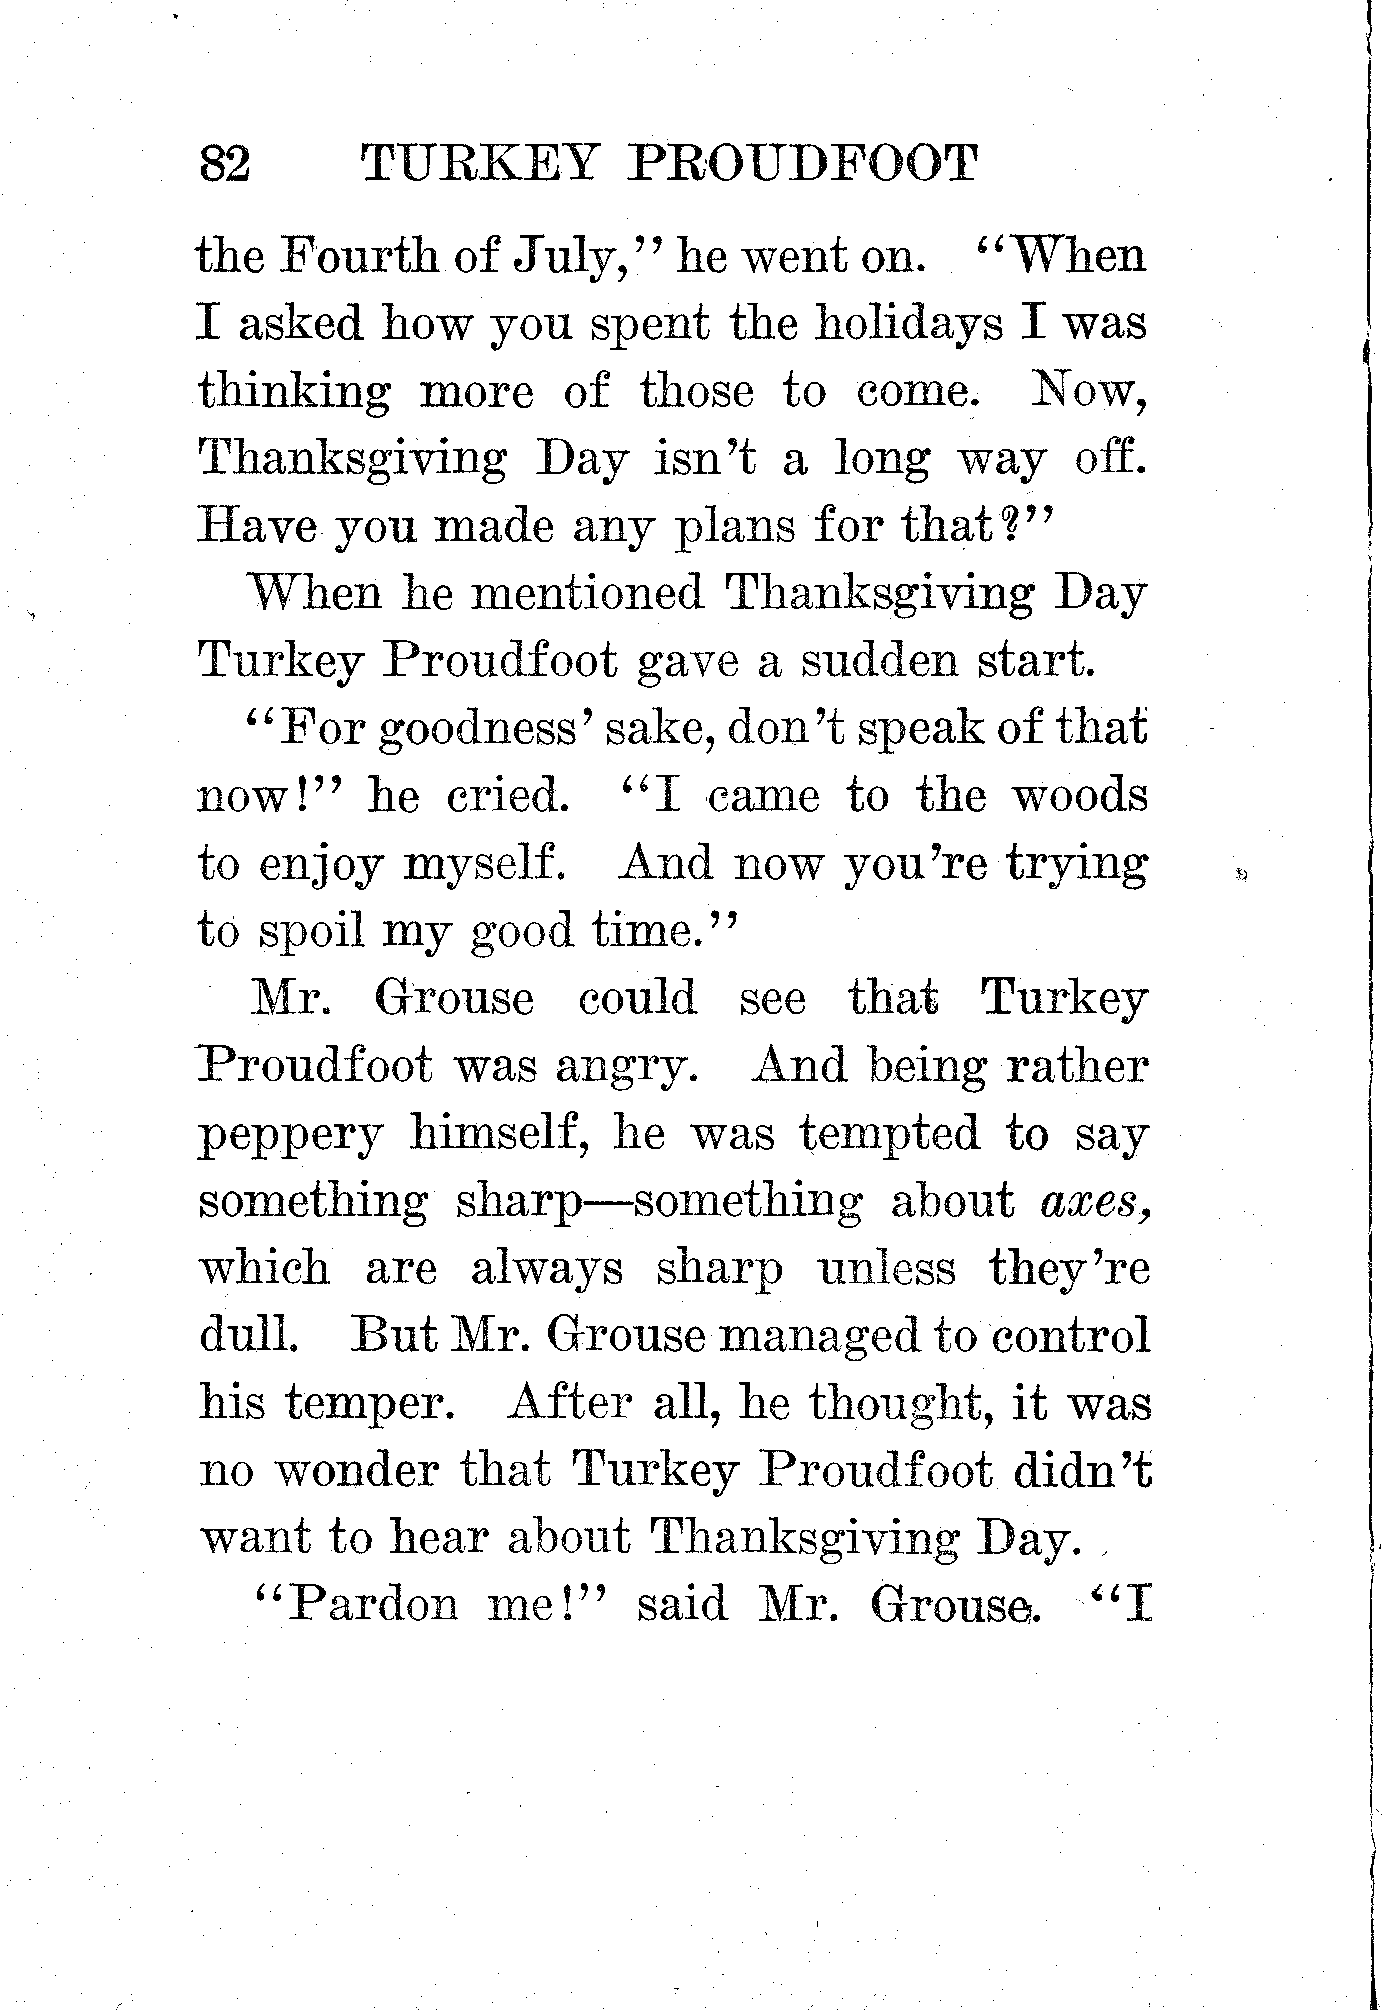 82 TURKEY PROUDFOOT
the Fourth of July,” he went on. “When
I asked how you spent the holidays I was
thinking more of those to come. Now,
Thanksgiving Day isn’t a long way off.
Have you made any plans for that?”
When he mentioned Thanksgiving Day
Turkey Proudfoot gave a sudden start.
“For goodness’ sake, don’t speak of that
now!” he cried. “I came to the woods
to enjoy myself. And now you’re trying
to spoil my good time.”
Mr. Grouse could see that Turkey
Proudfoot was angry. And being rather
peppery himself, he was tempted to say
something sharp—something about axes,
which are always sharp unless they’re
dull. But Mr. Grouse managed to control
his temper. After all, he thought, it was
no wonder that Turkey Proudfoot didn’t
want to hear about Thanksgiving Day.
“Pardon me!” said Mr. Grouse. “I